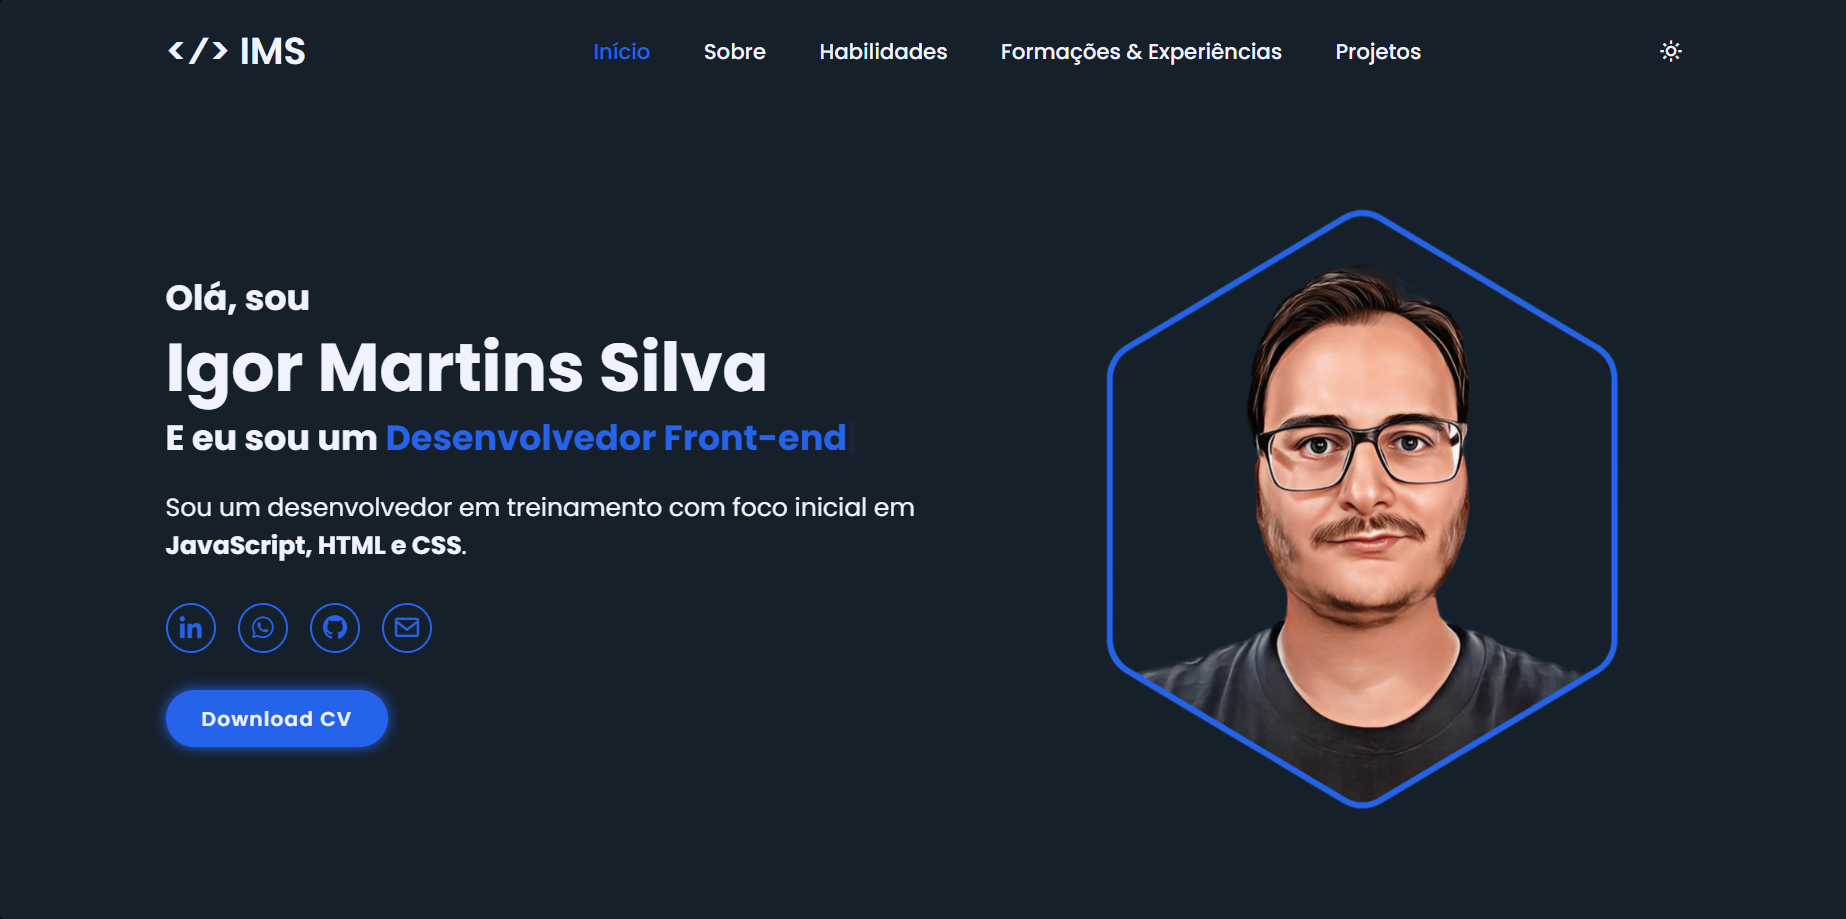 </> IMS
Início Sobre Habilidades Formações & Experiências Projetos
Olá, sou
Igor Martins Silva
E eu sou um Desenvolvedor Front-end
Sou um desenvolvedor em treinamento com foco inicial em
JavaScript, HTML e CSS.
in
Download CV